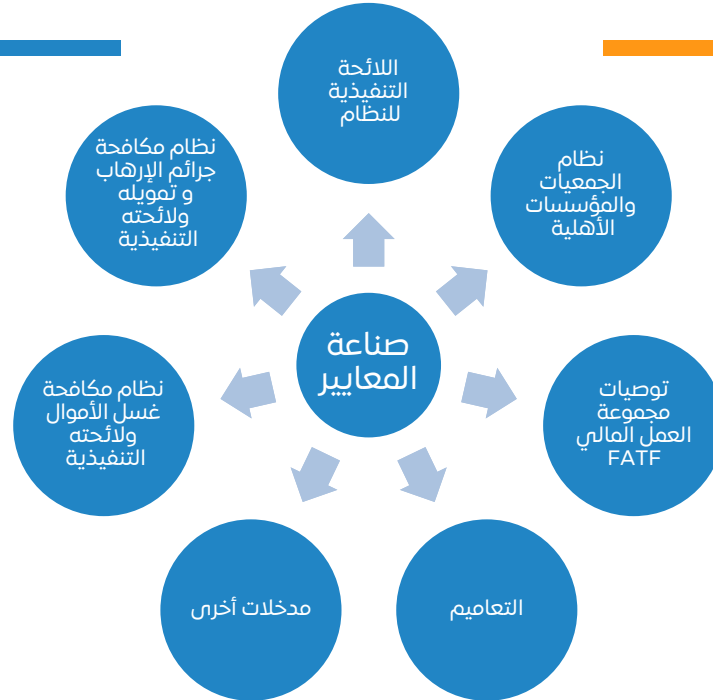 اللائحة
التنفيذية
للنظام
نظام
الجمعيات
والمؤسسات
الأهلية
توصيات
مجموعة
العمل المالي
FATF
التعاميم
مدخلات أخرى
نظام مكافحة
غسل الأموال
ولائحته
التنفيذية
نظام مكافحة
جرائم الإرهاب
و تمويله
ولائحته
التنفيذية
صناعة
المعايير